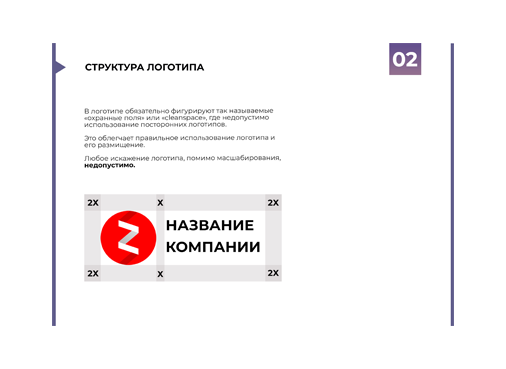 СТРУКТУРА ЛОГОТИПА
02
В логотипе обязательно фигурируют так называемые
«охранные поля» или «cleanspace», где недопустимо
использование посторонних логотипов.
Это облегчает правильное использование логотипа и
его размещение.
Любое искажение логотипа, помимо масшабирования,
недопустимо.
2X X 2X
НАЗВАНИЕ
КОМПАНИИ
2X X 2X